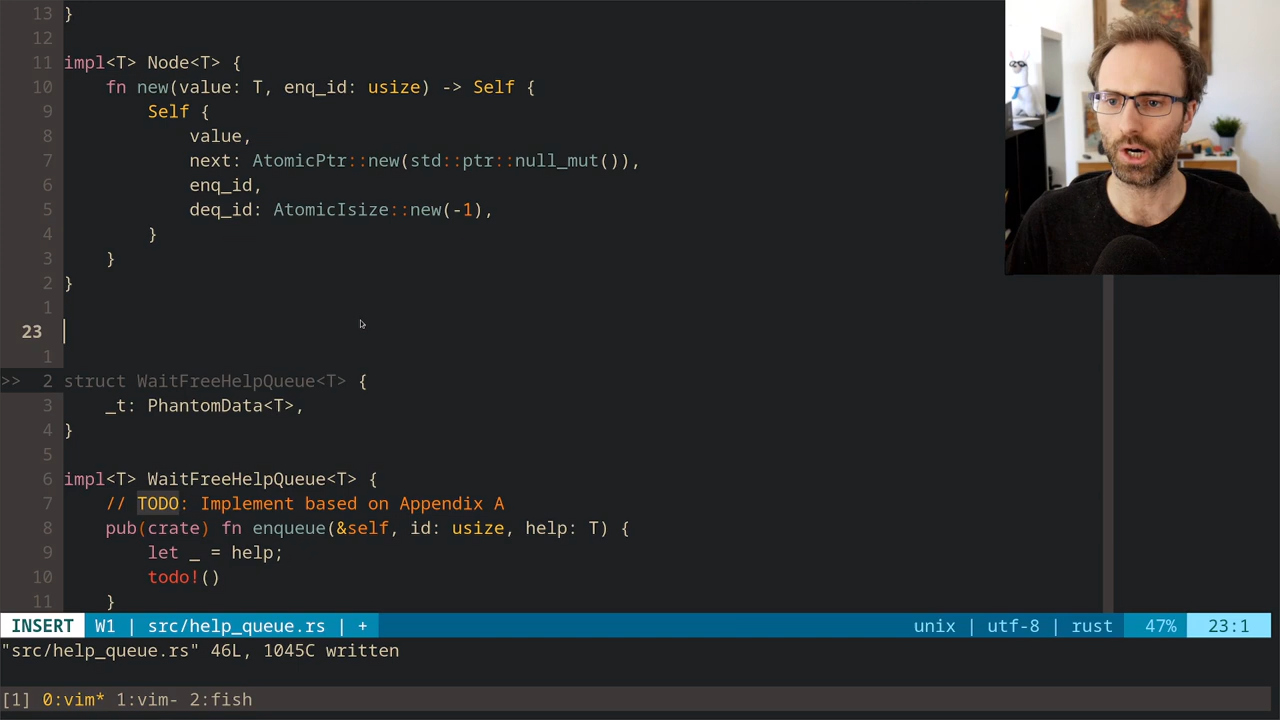 13 }
12
11 impl<T> Node<T> {
10     fn new(value: T, enq_id: usize) -> Self {
9         Self {
8             value,
7             next: AtomicPtr::new(std::ptr::null_mut()),
6             enq_id,
5             deq_id: AtomicIsize::new(-1),
4         }
3     }
2 }
1
23
1
>> 2 struct WaitFreeHelpQueue<T> {
3     _t: PhantomData<T>,
4 }
5
6 impl<T> WaitFreeHelpQueue<T> {
7     // TODO: Implement based on Appendix A
8     pub(crate) fn enqueue(&self, id: usize, help: T) {
9         let _ = help;
10         todo!()
11     }
INSERT W1 | src/help_queue.rs | + unix | utf-8 | rust 47% 23:1
"src/help_queue.rs" 46L, 1045C written
[1] 0:vim* 1:vim- 2:fish